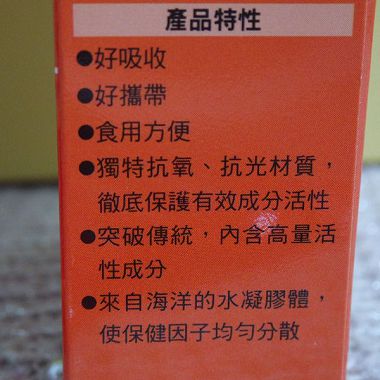 產品特性
●好吸收
●好攜帶
●食用方便
●獨特抗氧、抗光材質，
徹底保護有效成分活性
●突破傳統，內含高量活
性成分
●來自海洋的水凝膠體，
使保健因子均勻分散